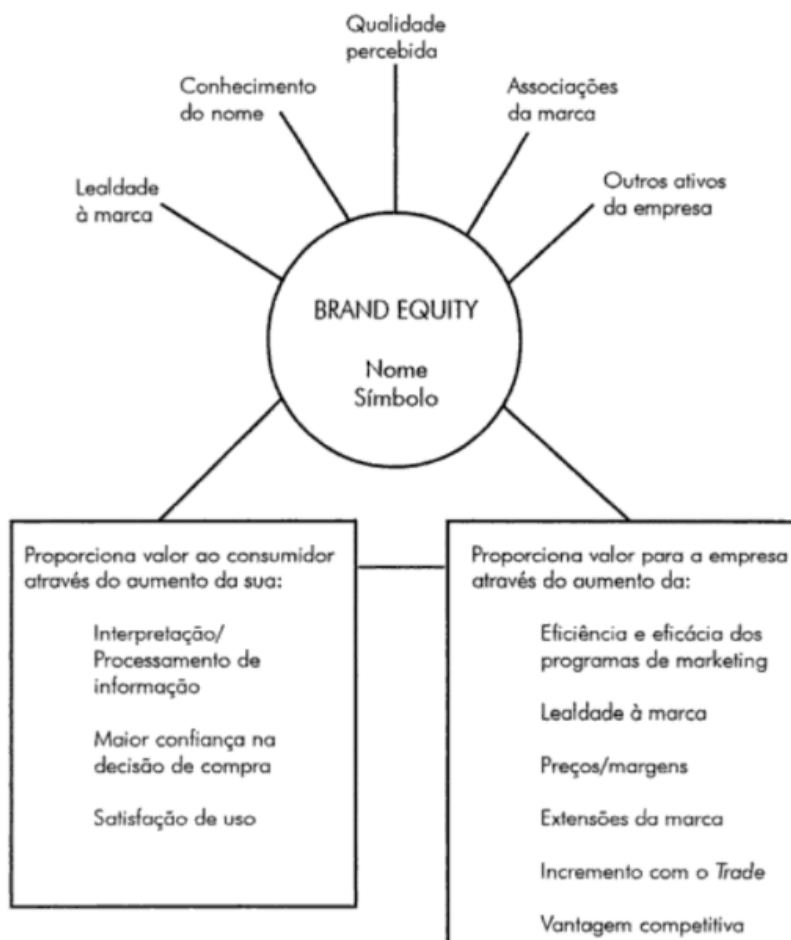 Qualidade
percebida
Conhecimento
do nome
Associações
da marca
Lealdade
à marca
Outros ativos
da empresa
BRAND EQUITY
Nome
Símbolo
Proporciona valor ao consumidor
através do aumento da sua:
Interpretação/
Processamento de
informação
Maior confiança na
decisão de compra
Satisfação de uso
Proporciona valor para a empresa
através do aumento da:
Eficiência e eficácia dos
programas de marketing
Lealdade à marca
Preços/margens
Extensões da marca
Incremento com o Trade
Vantagem competitiva